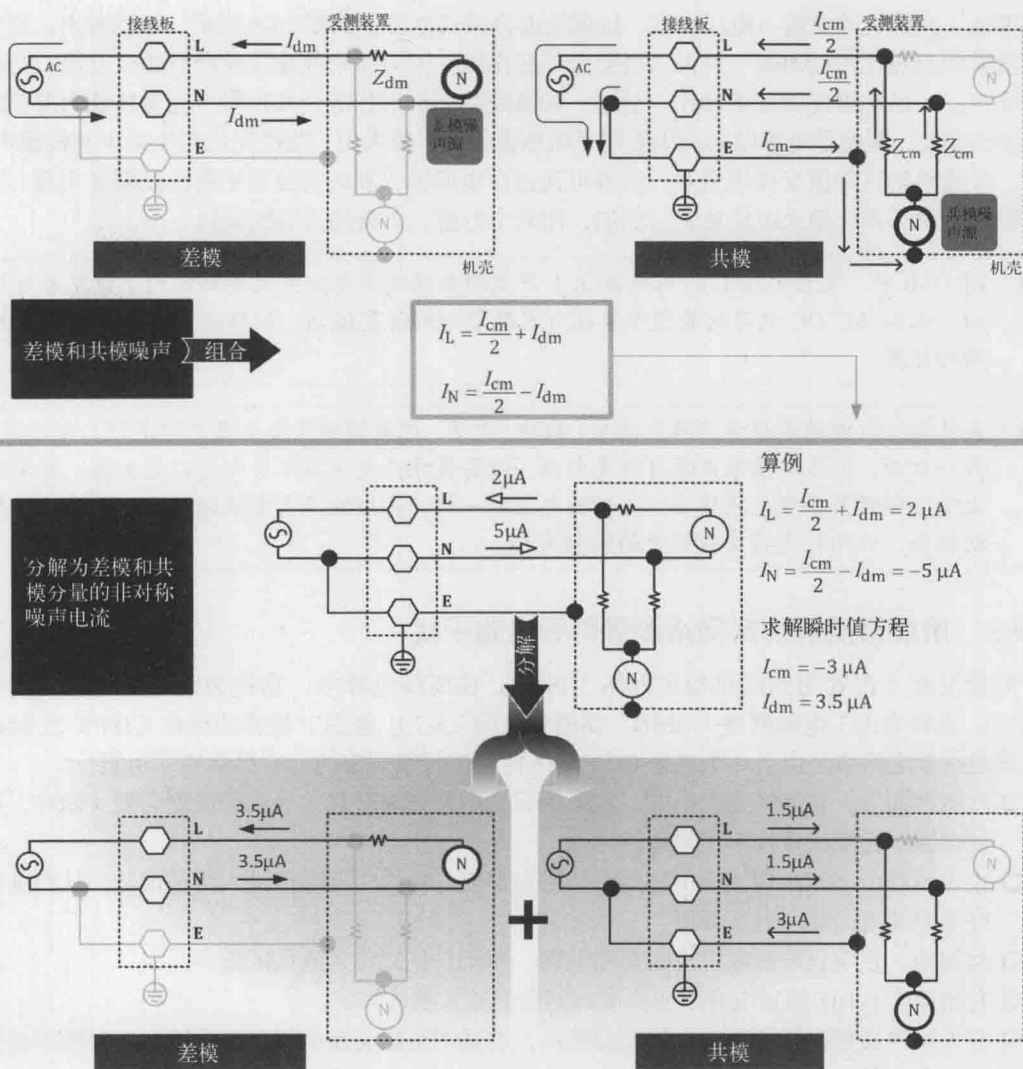 接线板
受测装置
L
I_dm
AC
N
Z_dm
N
I_dm
差模噪声源
E
N
差模
机壳
接线板
受测装置
L
I_cm/2
AC
N
I_cm/2
N
I_cm
Z_cm
Z_cm
E
共模噪声源
N
共模
机壳
差模和共模噪声
组合
I_L = I_cm/2 + I_dm
I_N = I_cm/2 − I_dm
分解为差模和共
模分量的非对称
噪声电流
L
2μA
N
5μA
E
N
N
算例
I_L = I_cm/2 + I_dm = 2 μA
I_N = I_cm/2 − I_dm = −5 μA
求解瞬时值方程
I_cm = −3 μA
I_dm = 3.5 μA
分解
L
3.5μA
N
3.5μA
N
E
N
差模
+
L
1.5μA
N
1.5μA
N
E
3μA
N
共模